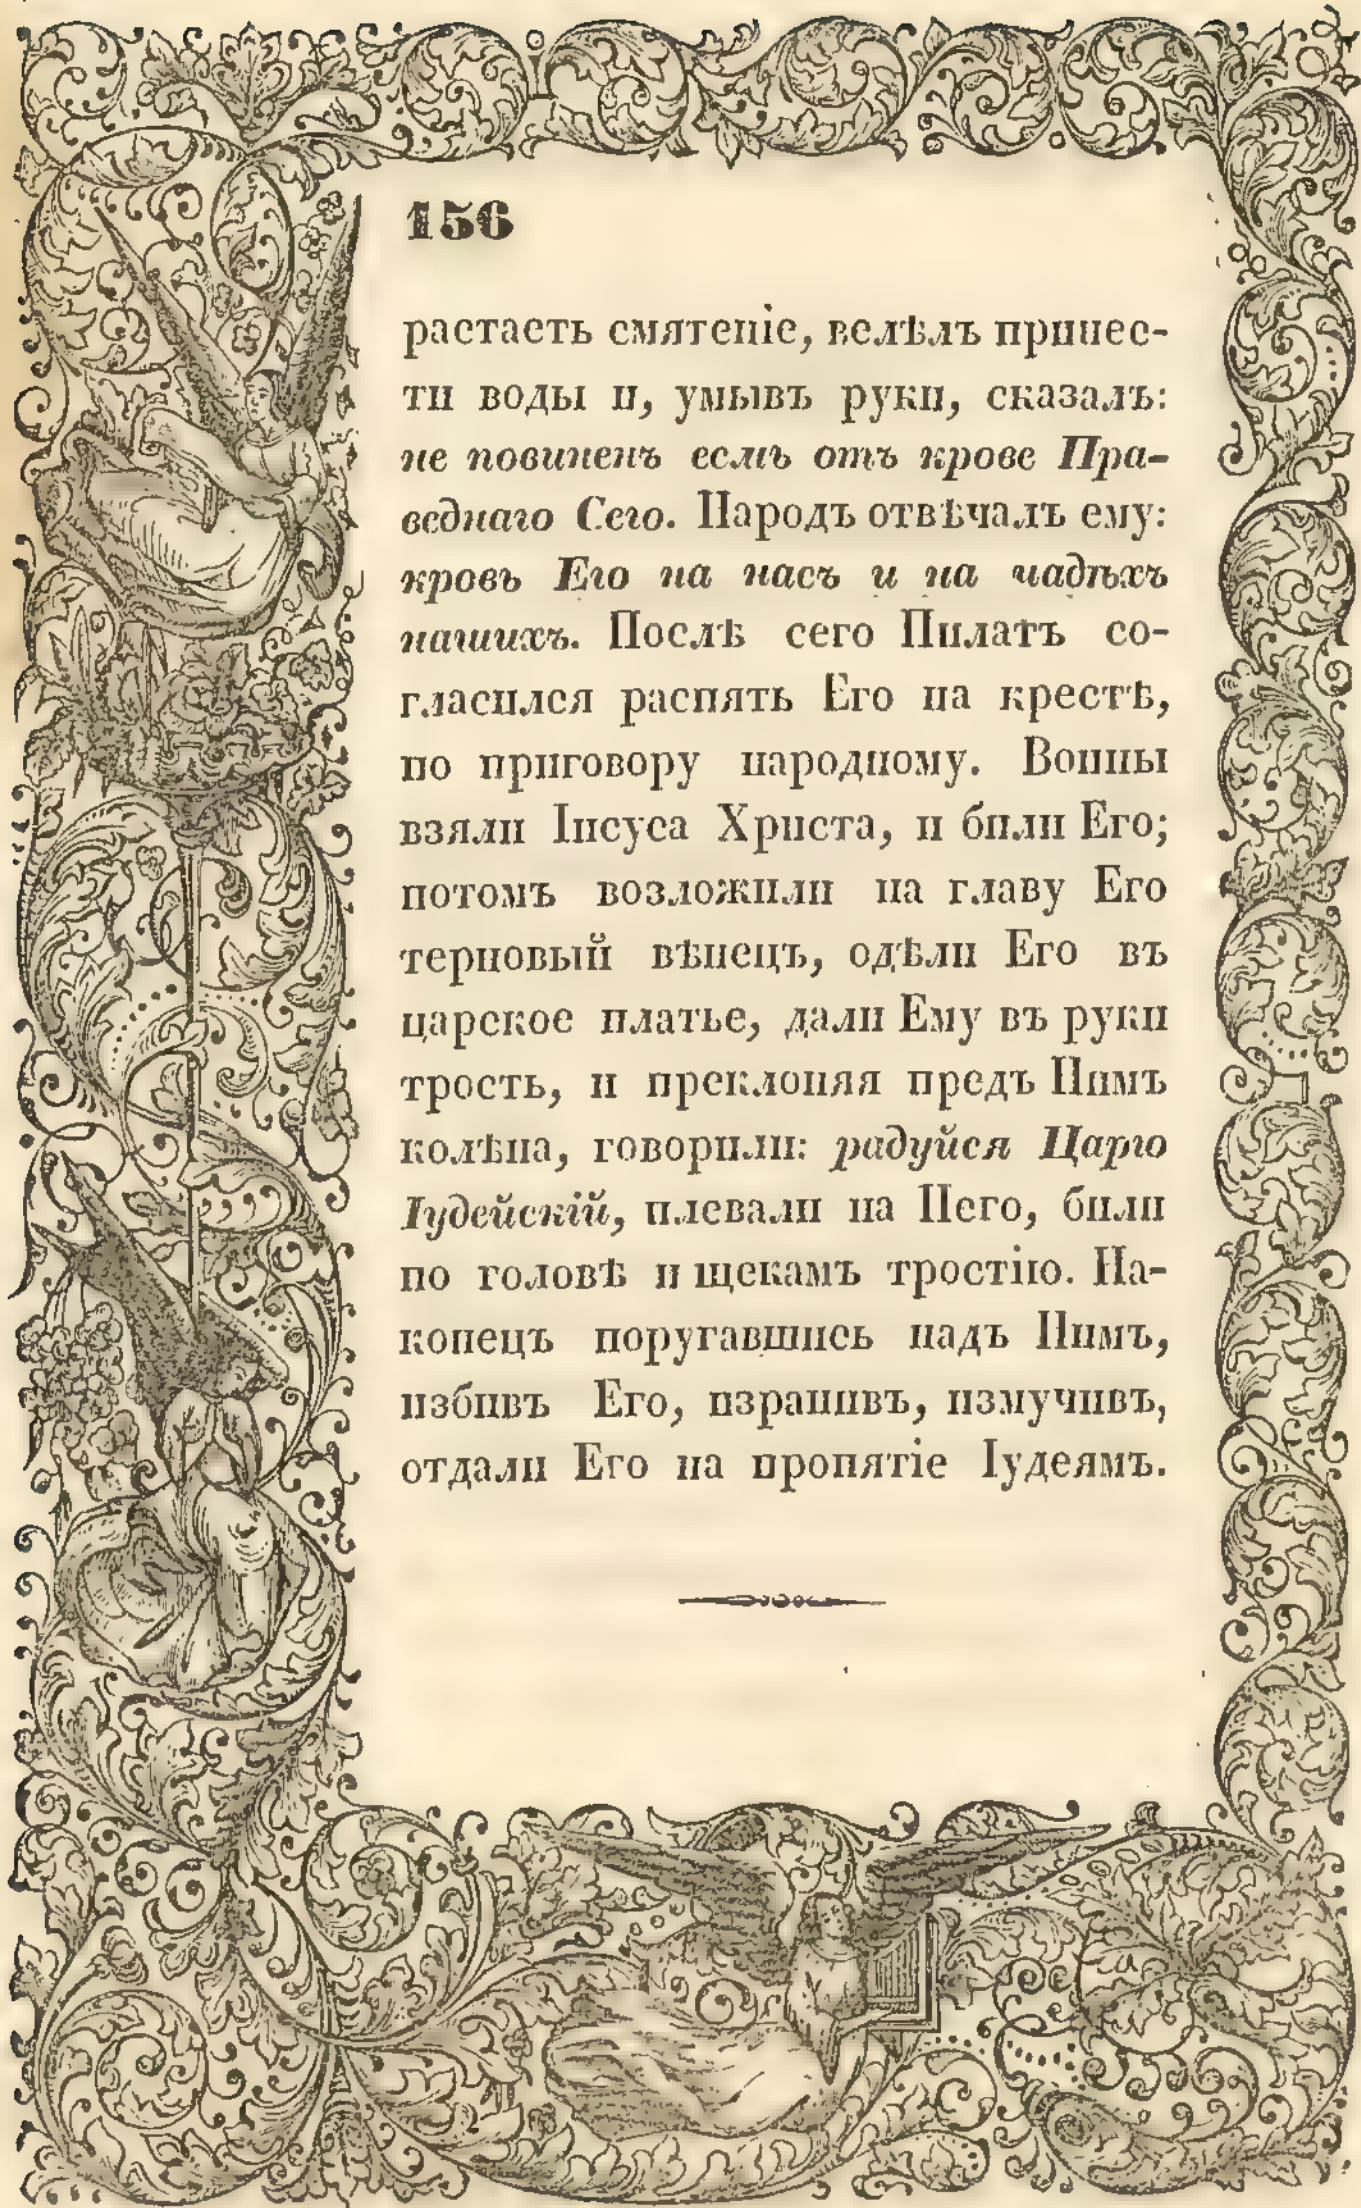 156
растаетъ смятеніе, велѣлъ принес-
ти воды и, умывъ руки, сказалъ:
не повиненъ есмь отъ крове Пра-
веднаго Сего. Народъ отвѣчалъ ему:
кровь Его на насъ и на чадѣхъ
нашихъ. Послѣ сего Пилатъ со-
гласился распять Его на крестѣ,
по приговору народному. Воины
взяли Іисуса Христа, и били Его;
потомъ возложили на главу Его
терновый вѣнецъ, одѣли Его въ
царское платье, дали Ему въ руки
трость, и преклоняя предъ Нимъ
колѣна, говорили: радуйся Царю
Іудейскій, плевали на Него, били
по головѣ и щекамъ тростію. На-
конецъ поругавшись надъ Нимъ,
избивъ Его, изранивъ, измучивъ,
отдали Его на пропятіе Іудеямъ.